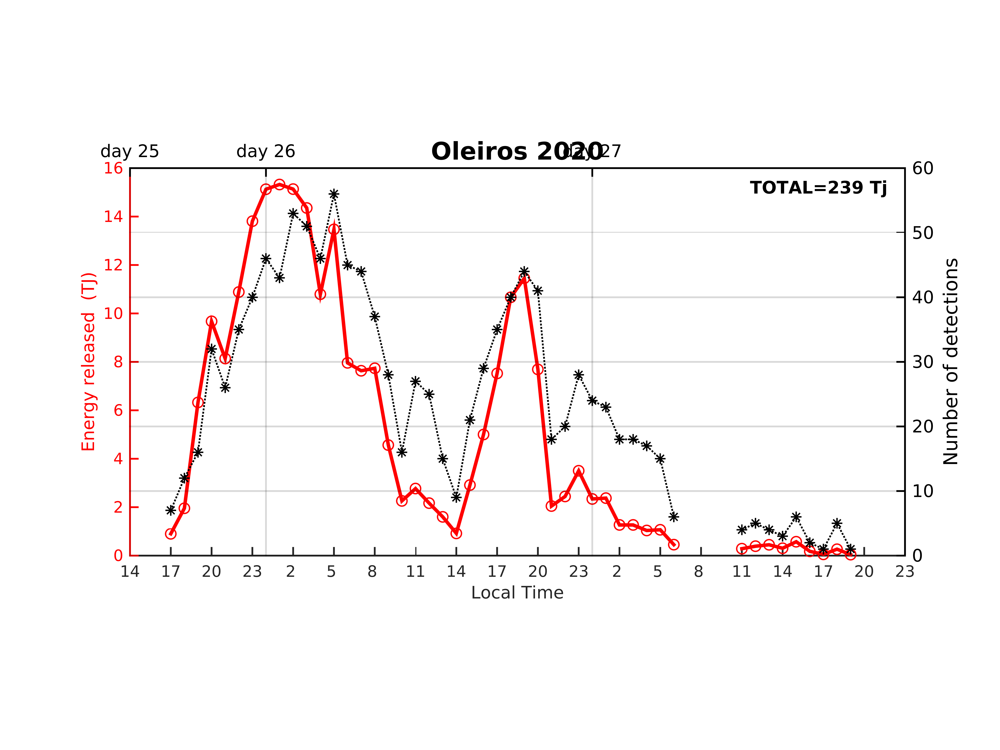 day 25
day 26
Oleiros 2020
day 27
TOTAL=239 Tj
16
14
12
10
8
6
4
2
0
Energy released (TJ)
60
50
40
30
20
10
0
Number of detections
14 17 20 23 2 5 8 11 14 17 20 23 2 5 8 11 14 17 20 23
Local Time